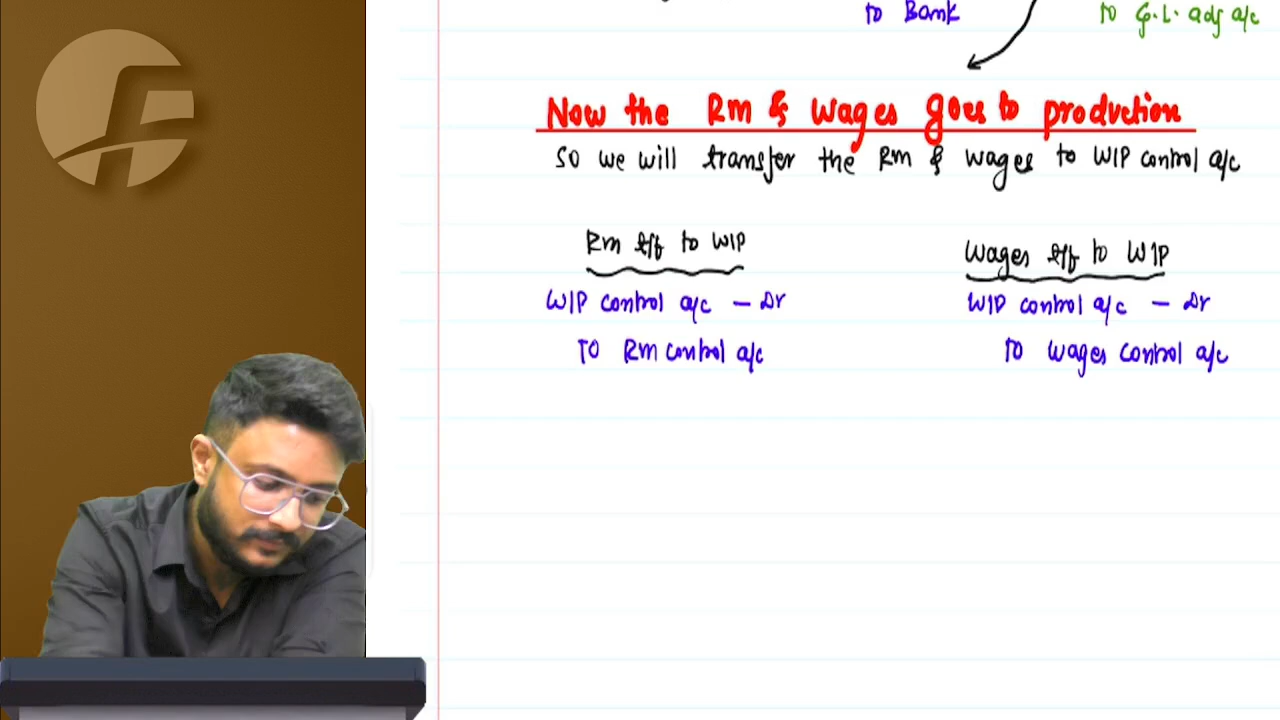 to Bank
to G.L. adj a/c
Now the Rm & wages goes to production
so we will transfer the Rm & wages to WIP control a/c
Rm t/f to WIP
WIP control a/c — Dr
TO Rm control a/c
Wages t/f to WIP
WIP control a/c — Dr
to wages control a/c